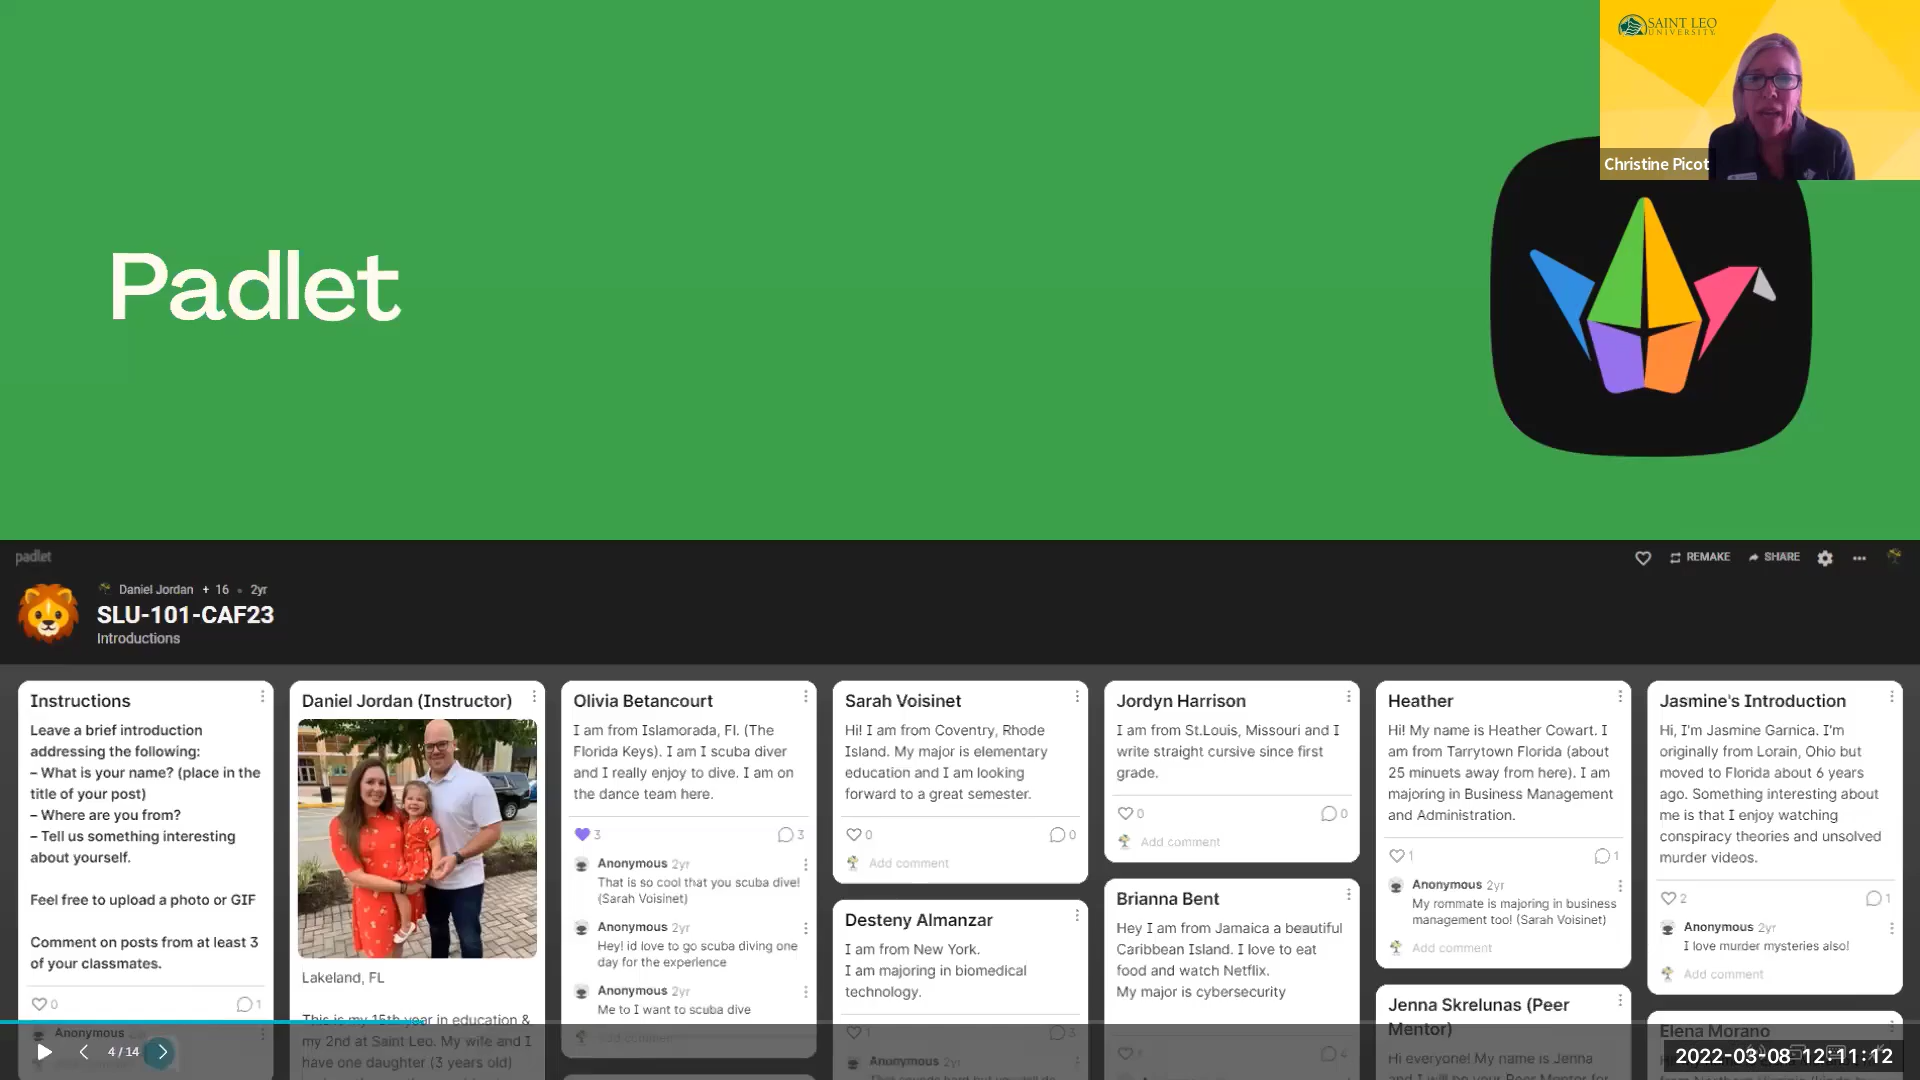 SAINT LEO
UNIVERSITY
Christine Picot
Padlet
padlet
REMAKE
SHARE
Daniel Jordan + 16 • 2yr
SLU-101-CAF23
Introductions
Instructions
Leave a brief introduction
addressing the following:
– What is your name? (place in the
title of your post)
– Where are you from?
– Tell us something interesting
about yourself.
Feel free to upload a photo or GIF
Comment on posts from at least 3
of your classmates.
0
1
Anonymous
Daniel Jordan (Instructor)
Lakeland, FL
This is my 15th year in education &
my 2nd at Saint Leo. My wife and I
have one daughter (3 years old)
Olivia Betancourt
I am from Islamorada, Fl. (The
Florida Keys). I am I scuba diver
and I really enjoy to dive. I am on
the dance team here.
3
3
Anonymous 2yr
That is so cool that you scuba dive!
(Sarah Voisinet)
Anonymous 2yr
Hey! id love to go scuba diving one
day for the experience
Anonymous 2yr
Me to I want to scuba dive
Add comment
Sarah Voisinet
Hi! I am from Coventry, Rhode
Island. My major is elementary
education and I am looking
forward to a great semester.
0
0
Add comment
Desteny Almanzar
I am from New York.
I am majoring in biomedical
technology.
1
3
Anonymous 2yr
Jordyn Harrison
I am from St.Louis, Missouri and I
write straight cursive since first
grade.
0
0
Add comment
Brianna Bent
Hey I am from Jamaica a beautiful
Caribbean Island. I love to eat
food and watch Netflix.
My major is cybersecurity
4
Heather
Hi! My name is Heather Cowart. I
am from Tarrytown Florida (about
25 minuets away from here). I am
majoring in Business Management
and Administration.
1
1
Anonymous 2yr
My rommate is majoring in business
management too! (Sarah Voisinet)
Add comment
Jenna Skrelunas (Peer
Mentor)
Hi everyone! My name is Jenna
Jasmine's Introduction
Hi, I'm Jasmine Garnica. I'm
originally from Lorain, Ohio but
moved to Florida about 6 years
ago. Something interesting about
me is that I enjoy watching
conspiracy theories and unsolved
murder videos.
2
1
Anonymous 2yr
I love murder mysteries also!
Add comment
Elena Morano
4 / 14
2022-03-08 12:11:12